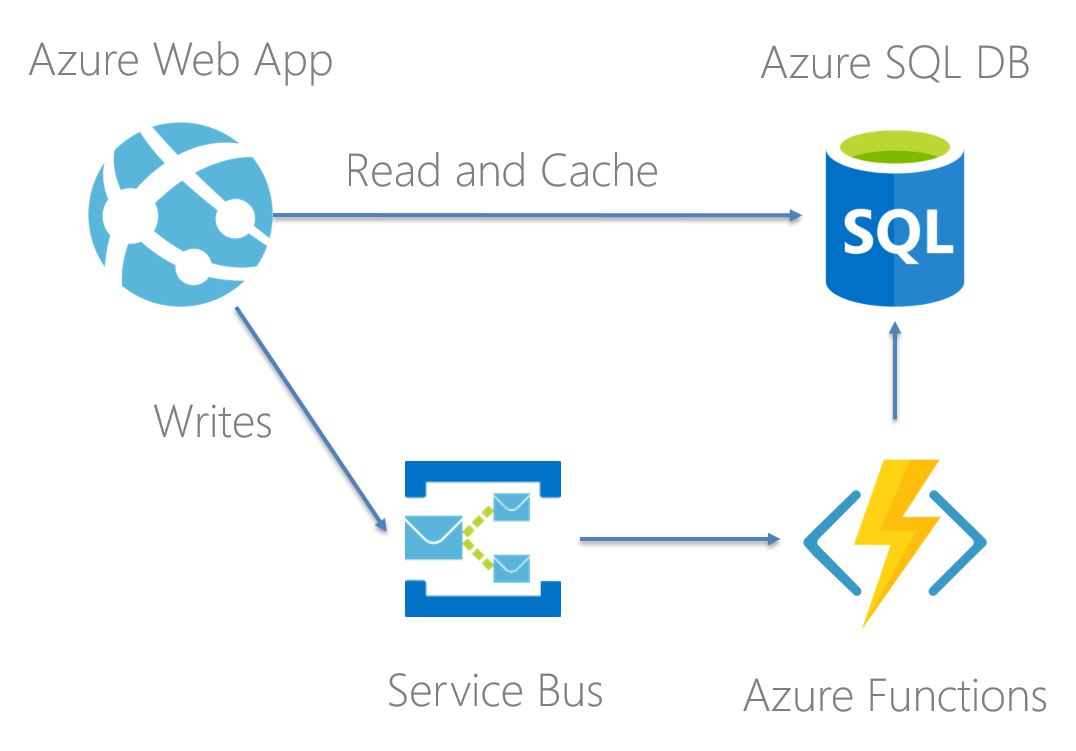 Azure Web App
Azure SQL DB
Read and Cache
SQL
Writes
Service Bus
Azure Functions